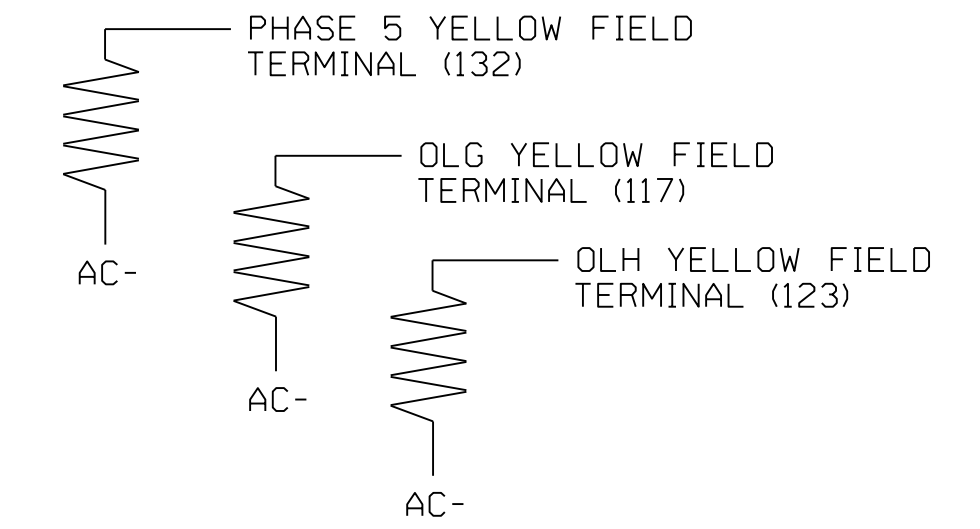 PHASE 5 YELLOW FIELD
TERMINAL (132)
AC-
OLG YELLOW FIELD
TERMINAL (117)
AC-
OLH YELLOW FIELD
TERMINAL (123)
AC-